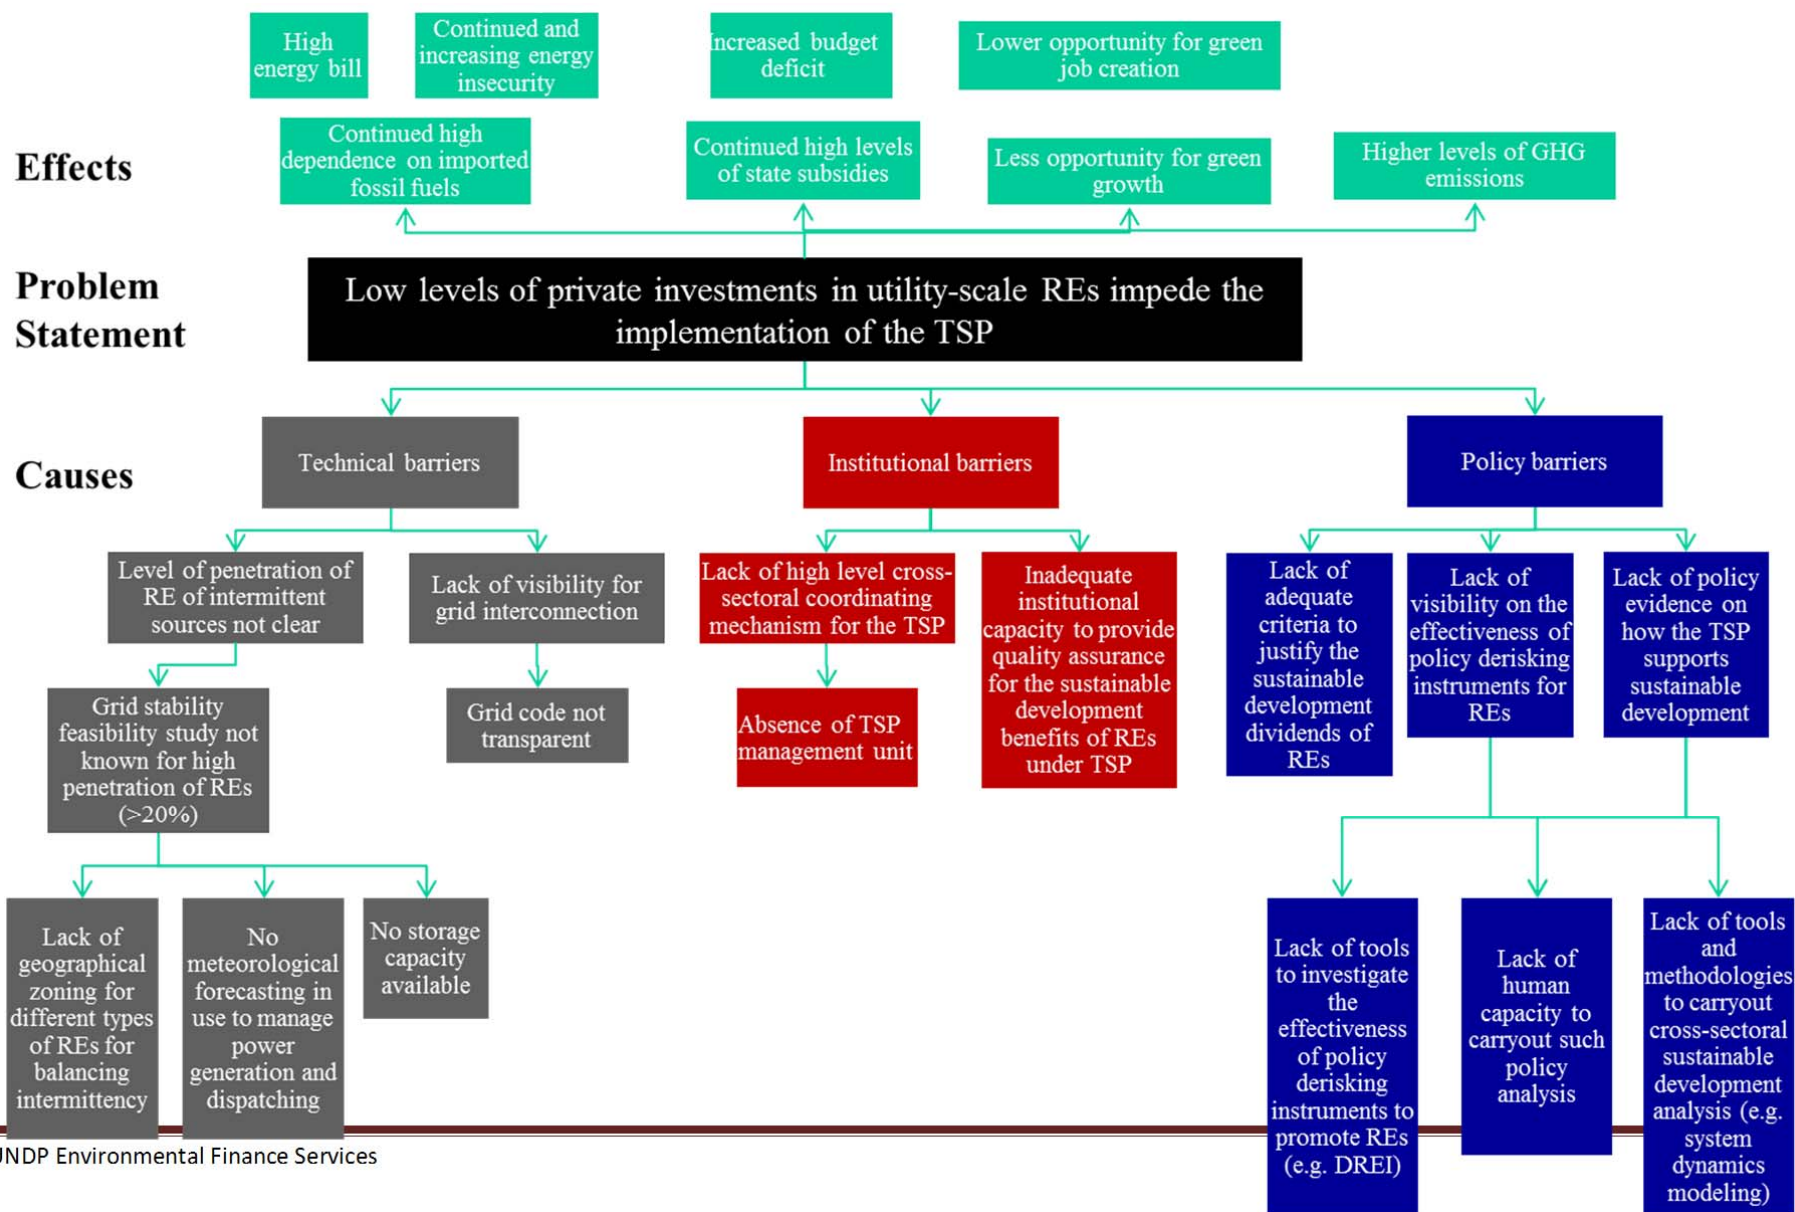 High
energy bill
Continued and
increasing energy
insecurity
Increased budget
deficit
Lower opportunity for green
job creation
Effects
Continued high
dependence on imported
fossil fuels
Continued high levels
of state subsidies
Less opportunity for green
growth
Higher levels of GHG
emissions
Problem
Statement
Low levels of private investments in utility-scale REs impede the
implementation of the TSP
Causes
Technical barriers
Institutional barriers
Policy barriers
Level of penetration of
RE of intermittent
sources not clear
Lack of visibility for
grid interconnection
Lack of high level cross-
sectoral coordinating
mechanism for the TSP
Inadequate
institutional
capacity to provide
quality assurance
for the sustainable
development
benefits of REs
under TSP
Lack of
adequate
criteria to
justify the
sustainable
development
dividends of
REs
Lack of
visibility on the
effectiveness of
policy derisking
instruments for
REs
Lack of policy
evidence on
how the TSP
supports
sustainable
development
Grid stability
feasibility study not
known for high
penetration of REs
(>20%)
Grid code not
transparent
Absence of TSP
management unit
Lack of
geographical
zoning for
different types
of REs for
balancing
intermittency
No
meteorological
forecasting in
use to manage
power
generation and
dispatching
No storage
capacity
available
Lack of tools
to investigate
the
effectiveness
of policy
derisking
instruments to
promote REs
(e.g. DREI)
Lack of
human
capacity to
carryout such
policy
analysis
Lack of tools
and
methodologies
to carryout
cross-sectoral
sustainable
development
analysis (e.g.
system
dynamics
modeling)
UNDP Environmental Finance Services